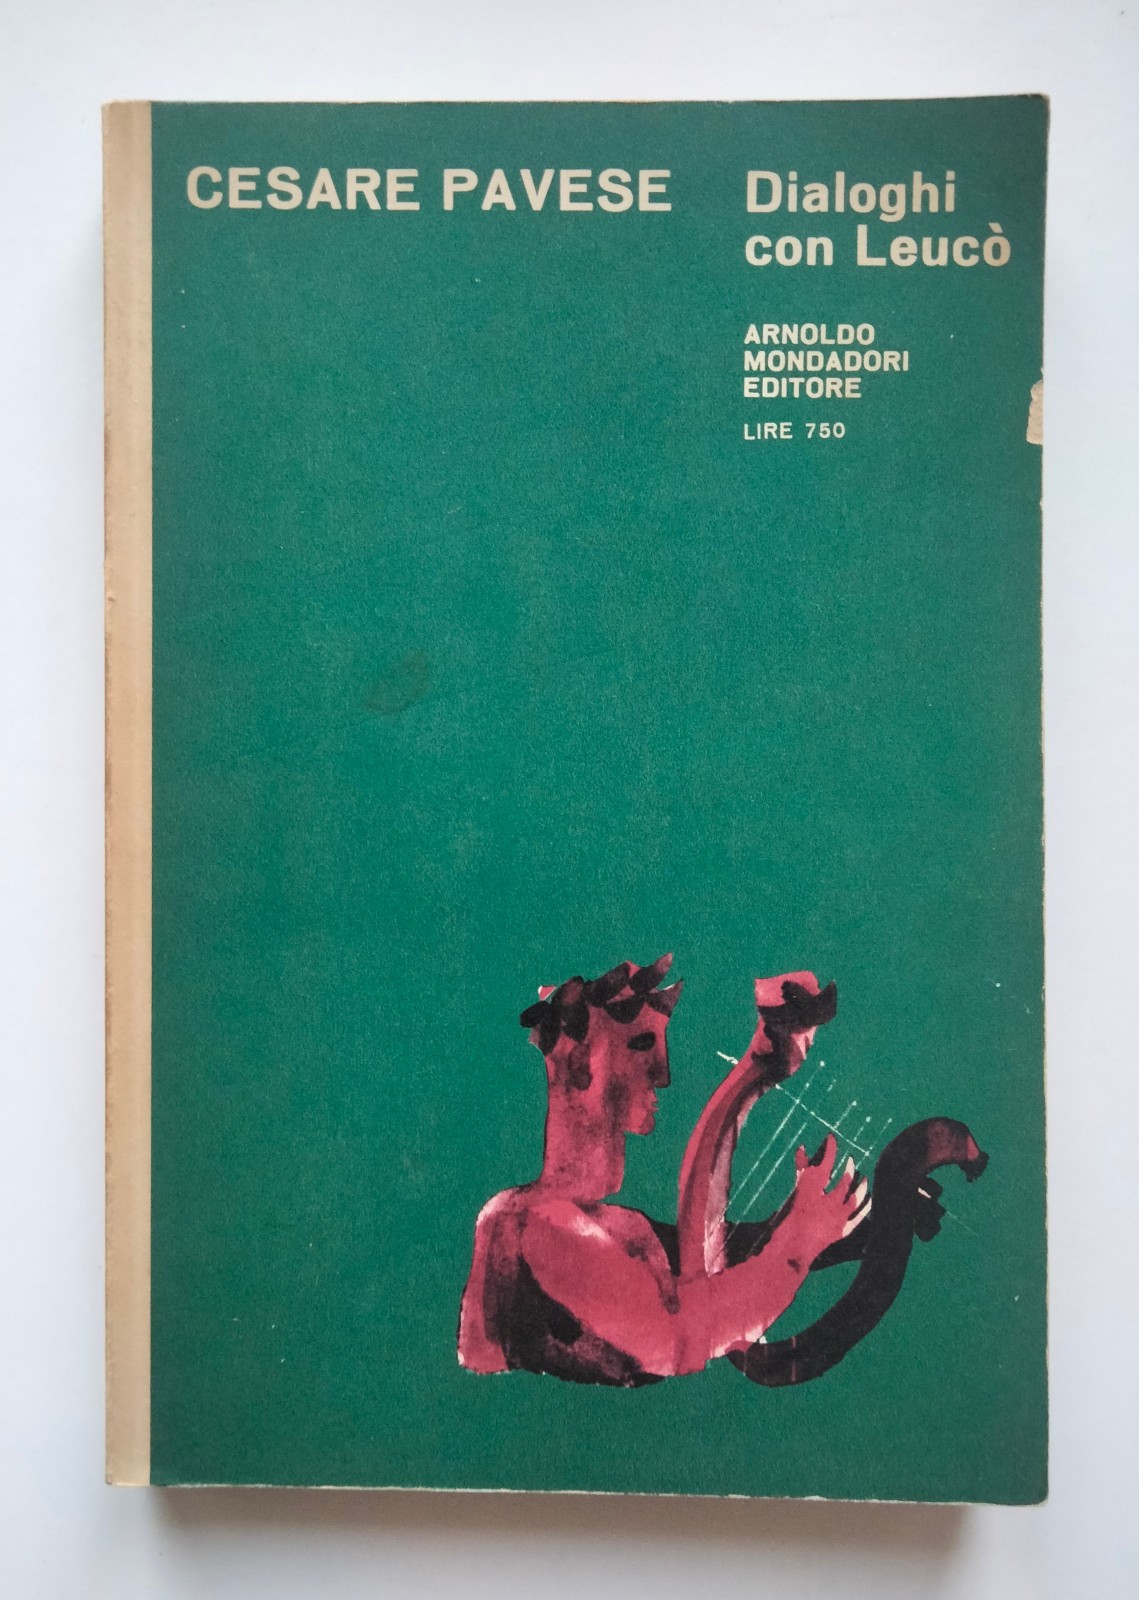 CESARE PAVESE
Dialoghi
con Leucò
ARNOLDO
MONDADORI
EDITORE
LIRE 750